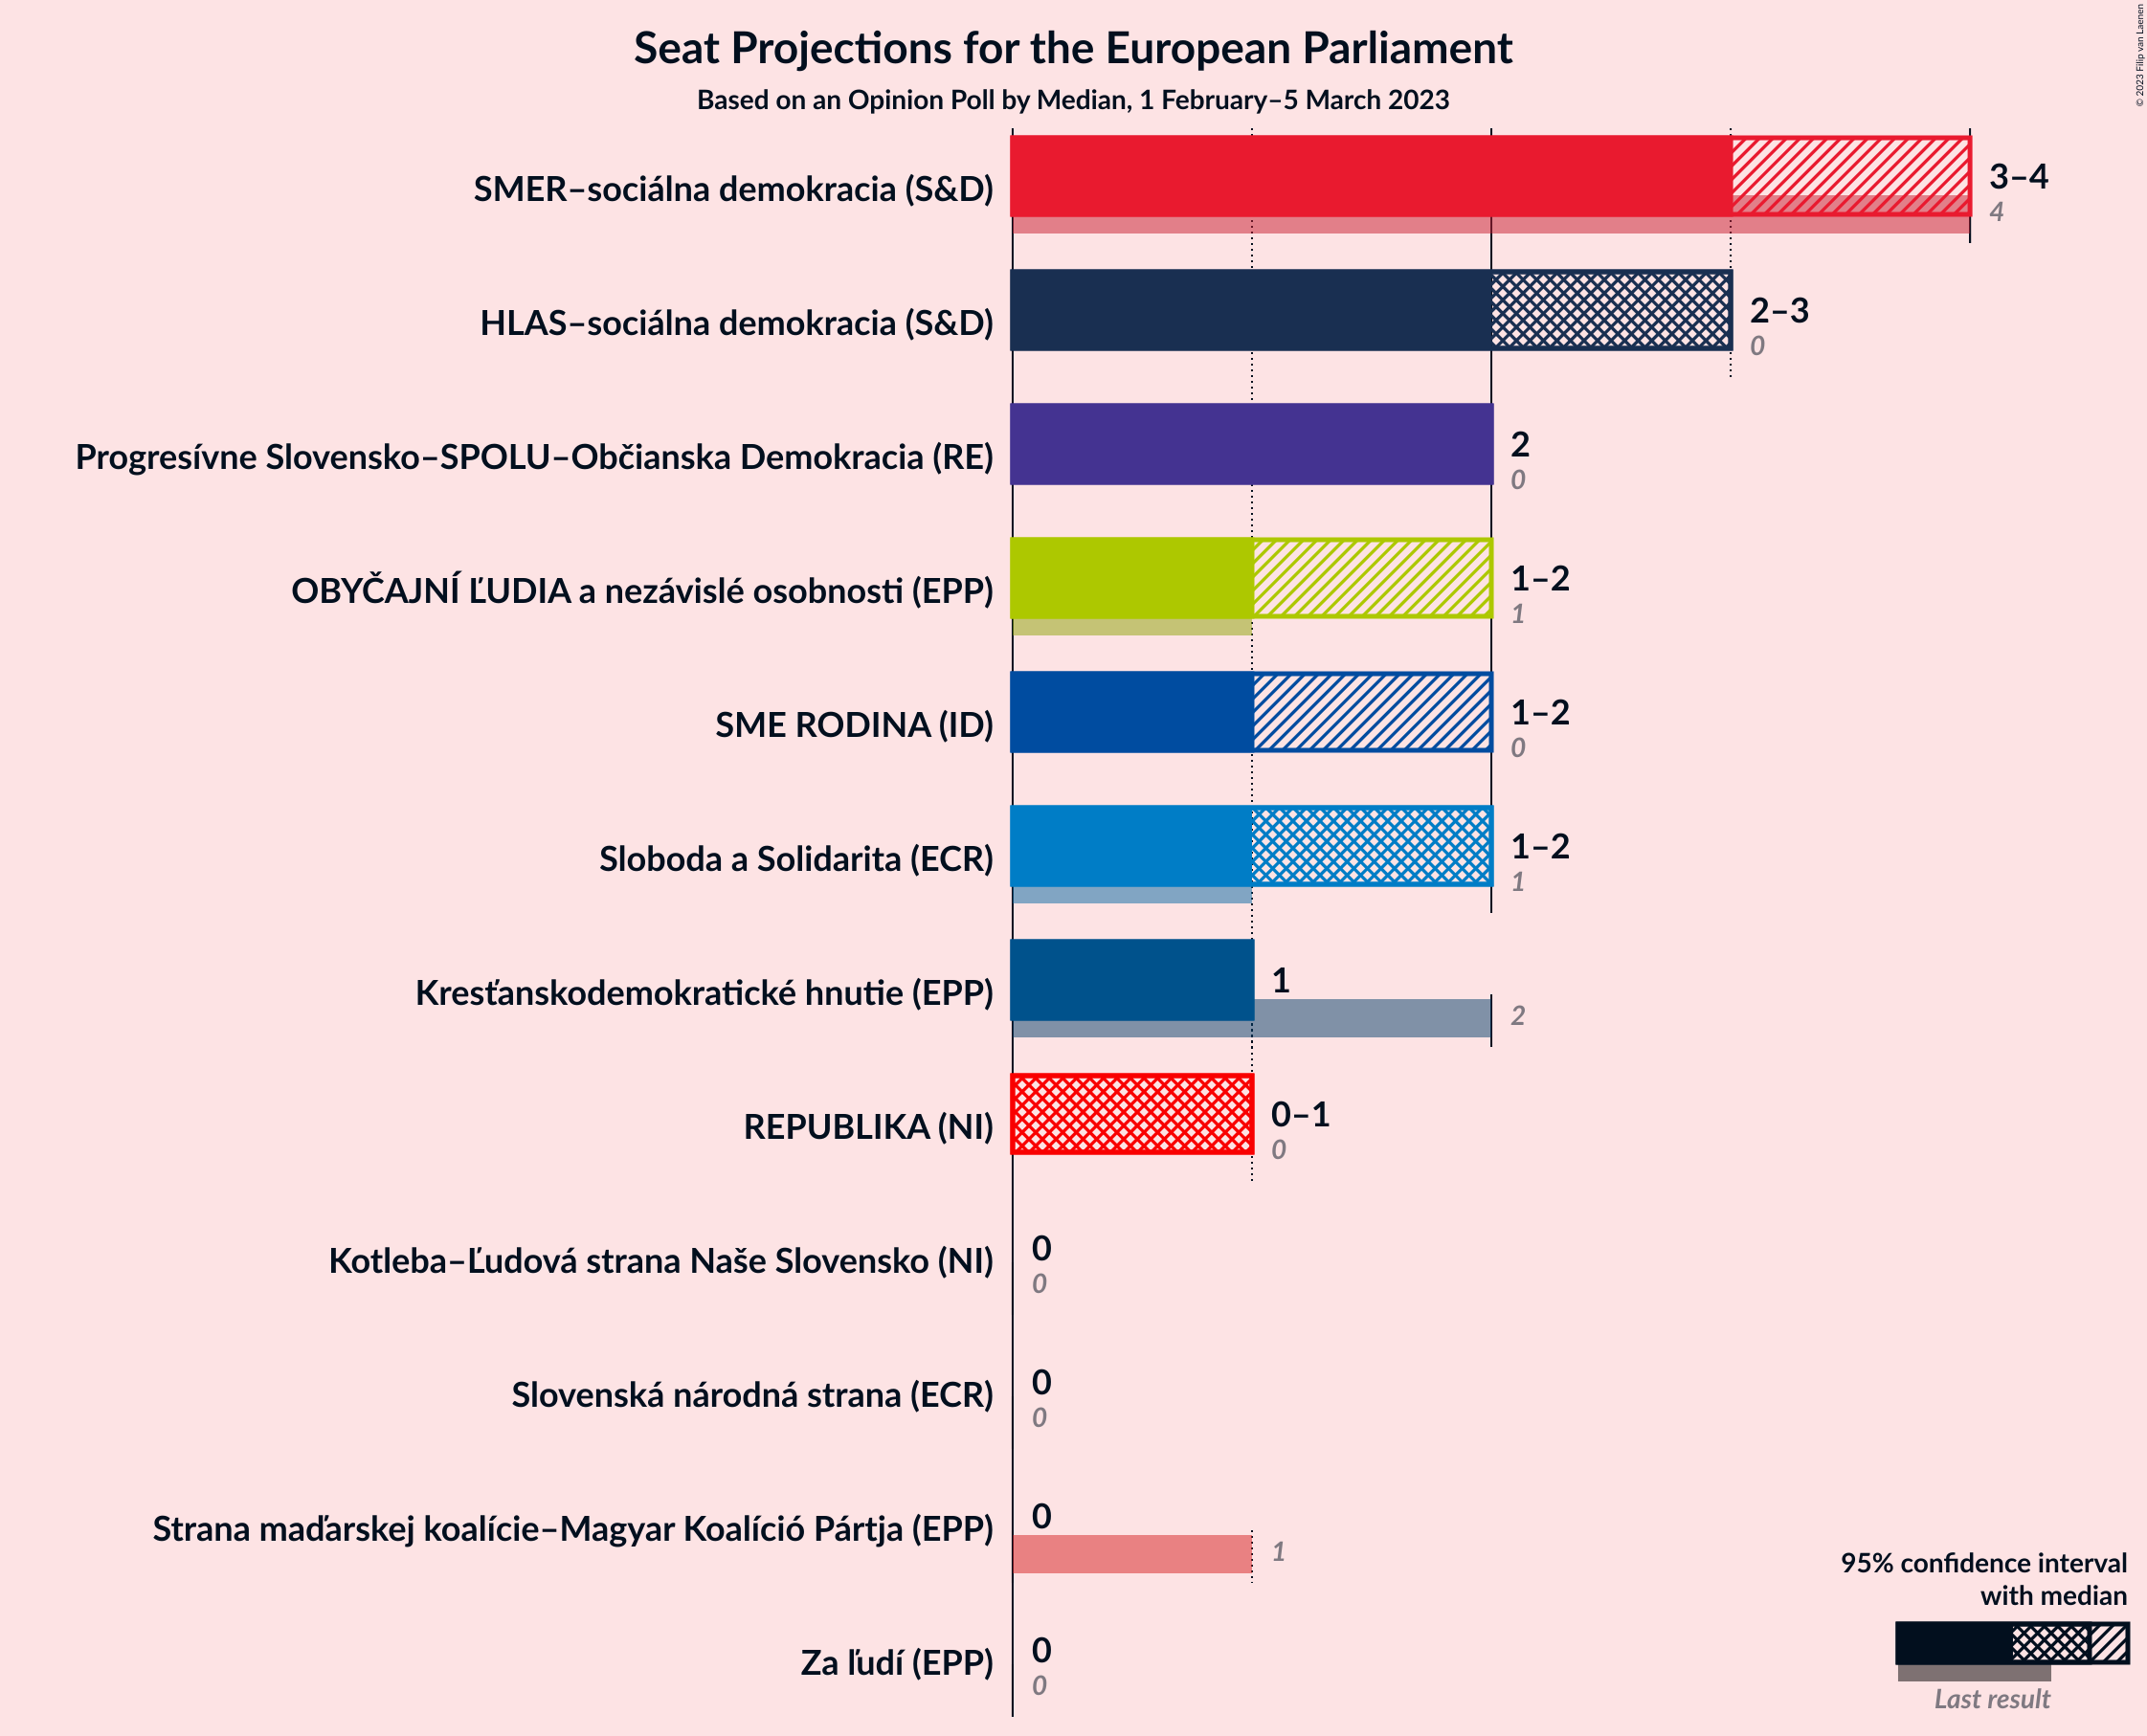 Seat Projections for the European Parliament
Based on an Opinion Poll by Median, 1 February–5 March 2023
© 2023 Filip van Laenen
SMER–sociálna demokracia (S&D)
3–4
4
HLAS–sociálna demokracia (S&D)
2–3
0
Progresívne Slovensko–SPOLU–Občianska Demokracia (RE)
2
0
OBYČAJNÍ ĽUDIA a nezávislé osobnosti (EPP)
1–2
1
SME RODINA (ID)
1–2
0
Sloboda a Solidarita (ECR)
1–2
1
Kresťanskodemokratické hnutie (EPP)
1
2
REPUBLIKA (NI)
0–1
0
Kotleba–Ľudová strana Naše Slovensko (NI)
0
0
Slovenská národná strana (ECR)
0
0
Strana maďarskej koalície–Magyar Koalíció Pártja (EPP)
0
1
Za ľudí (EPP)
0
0
95% confidence interval
with median
Last result